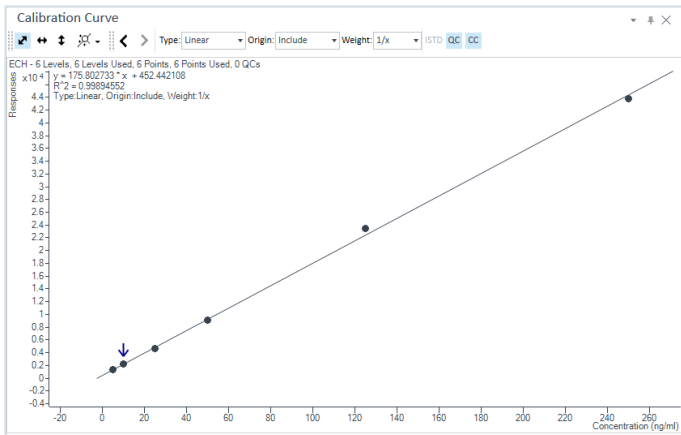 Calibration Curve
Type: Linear Origin: Include Weight: 1/x ISTD QC CC
ECH - 6 Levels, 6 Levels Used, 6 Points, 6 Points Used, 0 QCs
Responses
x10⁴
y = 175.802733 * x + 452.442108
R^2 = 0.99894552
Type:Linear, Origin:Include, Weight:1/x
4.4
4.2
4
3.8
3.6
3.4
3.2
3
2.8
2.6
2.4
2.2
2
1.8
1.6
1.4
1.2
1
0.8
0.6
0.4
0.2
0
-0.2
-0.4
-20 0 20 40 60 80 100 120 140 160 180 200 220 240 260
Concentration (ng/ml)